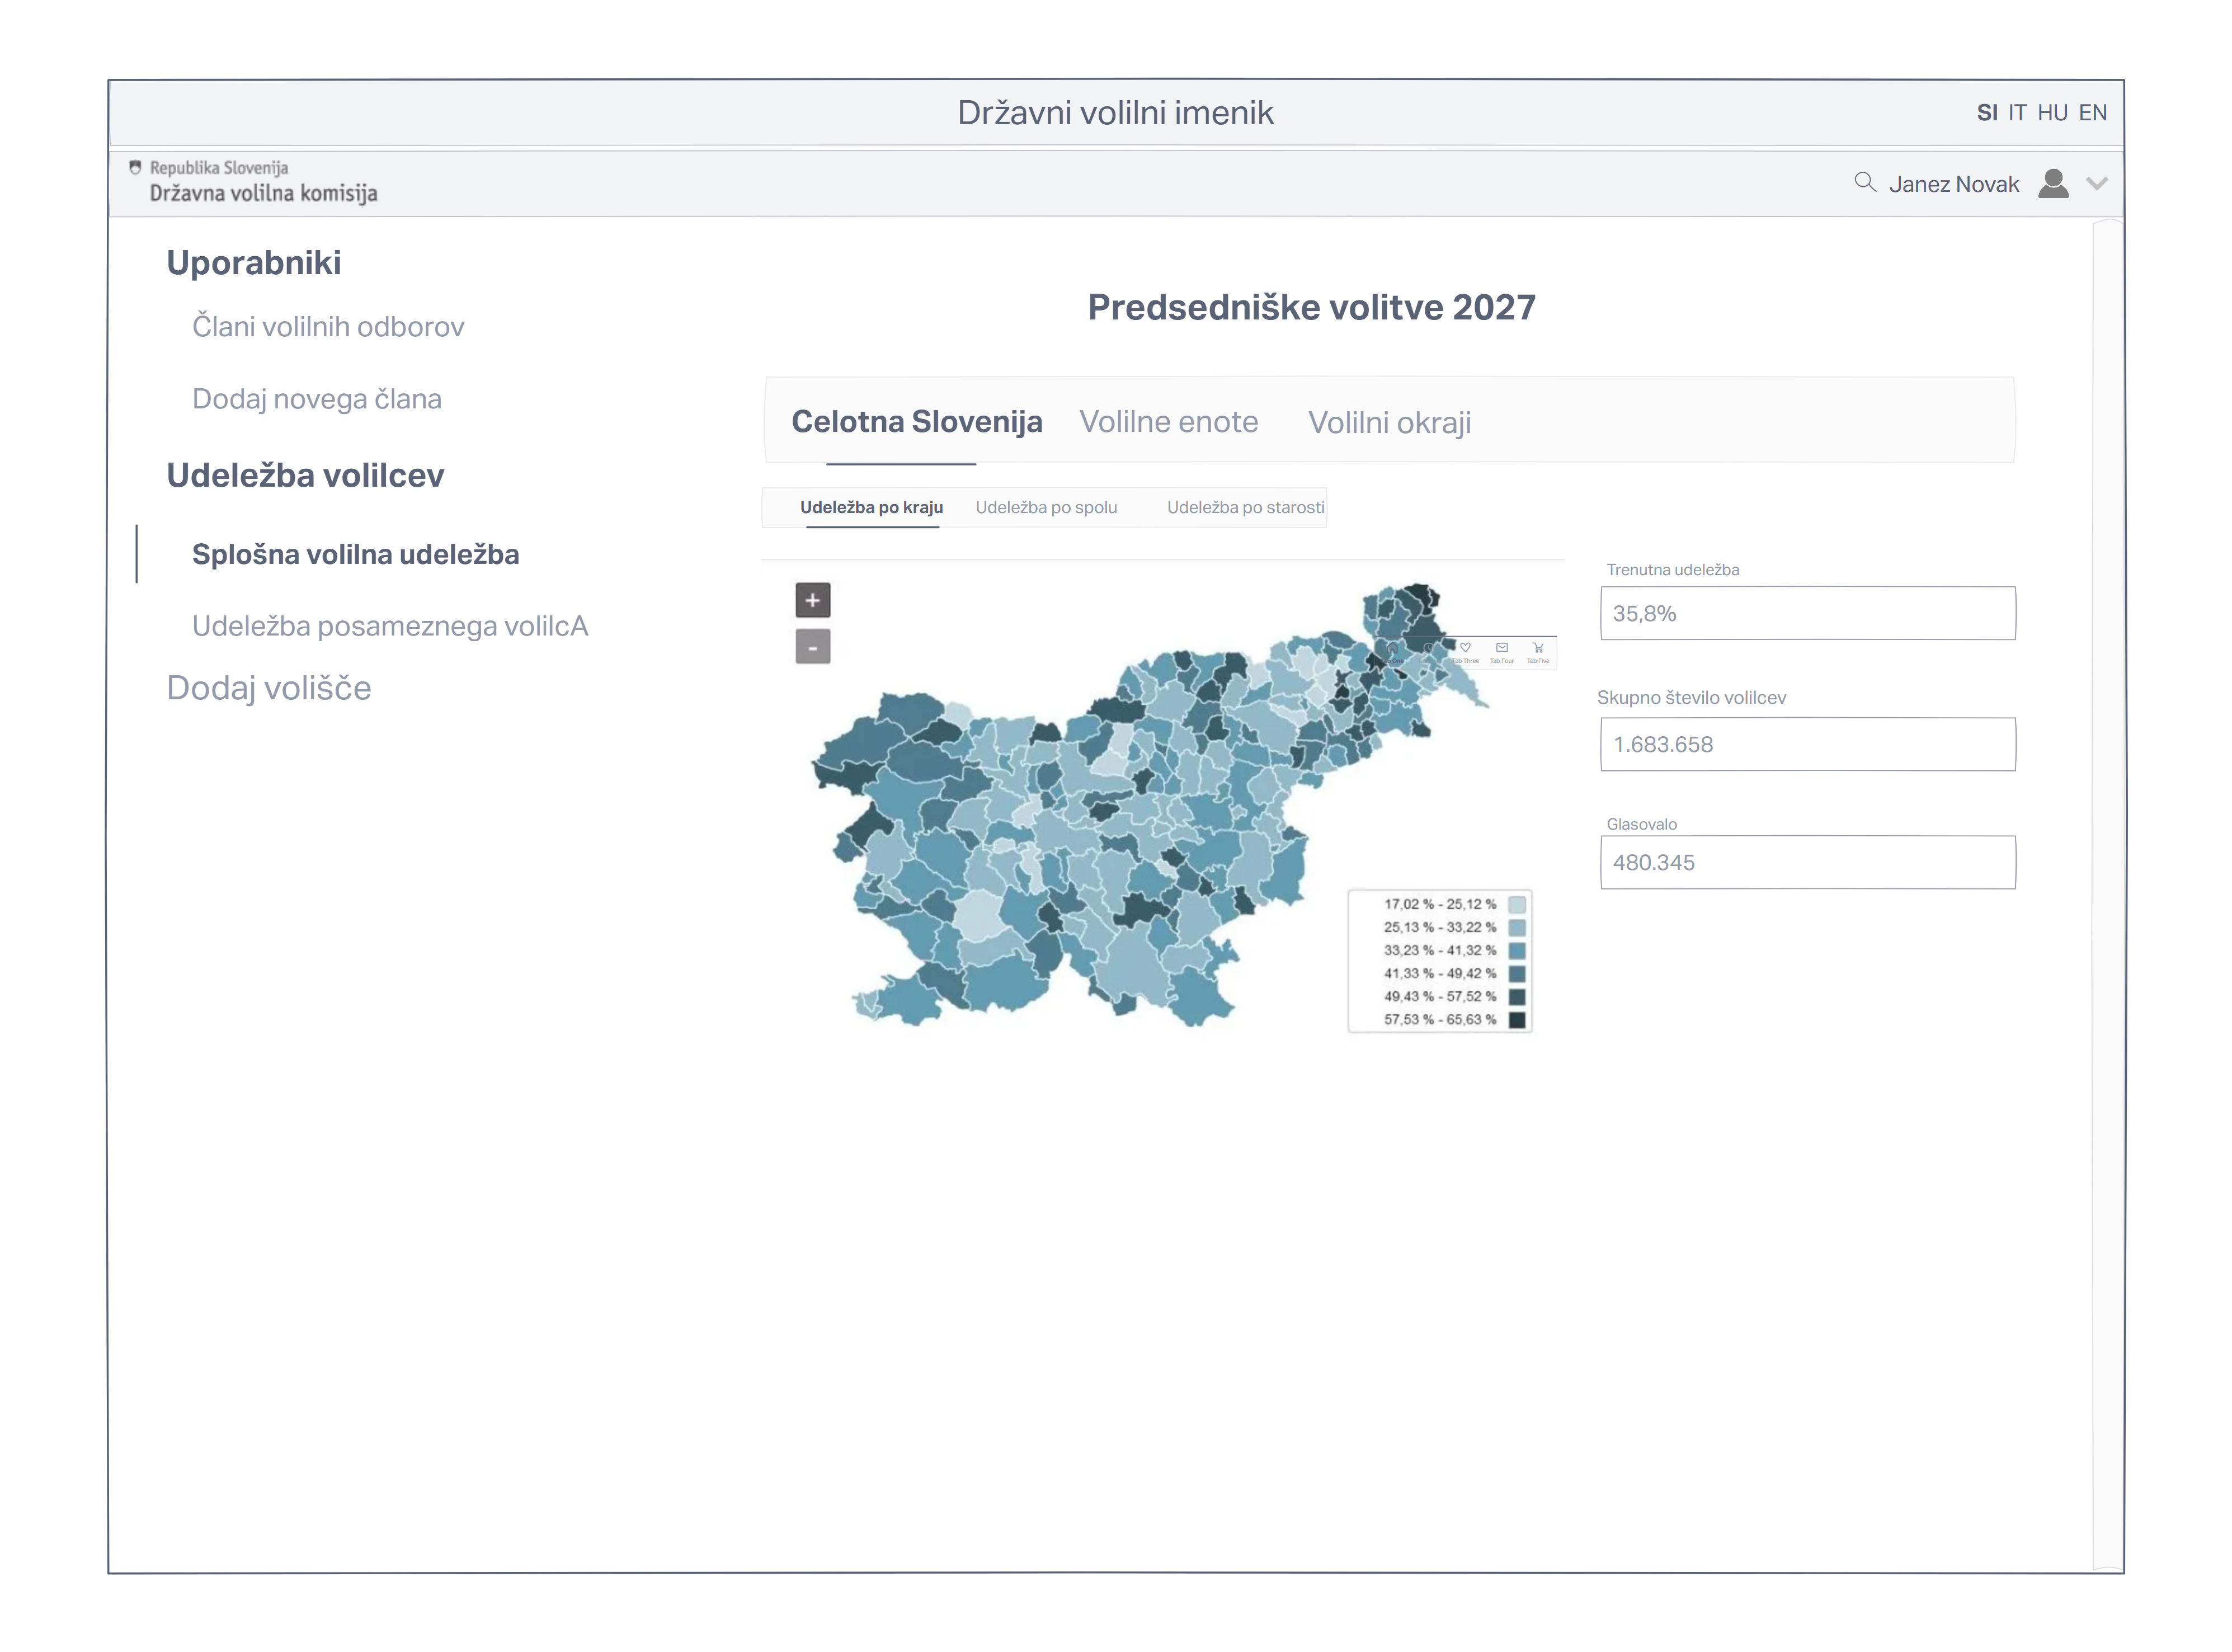 Državni volilni imenik
SI IT HU EN
Republika Slovenija
Državna volilna komisija
Janez Novak
Uporabniki
Člani volilnih odborov
Dodaj novega člana
Udeležba volilcev
Splošna volilna udeležba
Udeležba posameznega volilcA
Dodaj volišče
Predsedniške volitve 2027
Celotna Slovenija Volilne enote Volilni okraji
Udeležba po kraju Udeležba po spolu Udeležba po starosti
+
-
Tab Three Tab Four Tab Five
17,02 % - 25,12 %
25,13 % - 33,22 %
33,23 % - 41,32 %
41,33 % - 49,42 %
49,43 % - 57,52 %
57,53 % - 65,63 %
Trenutna udeležba
35,8%
Skupno število volilcev
1.683.658
Glasovalo
480.345